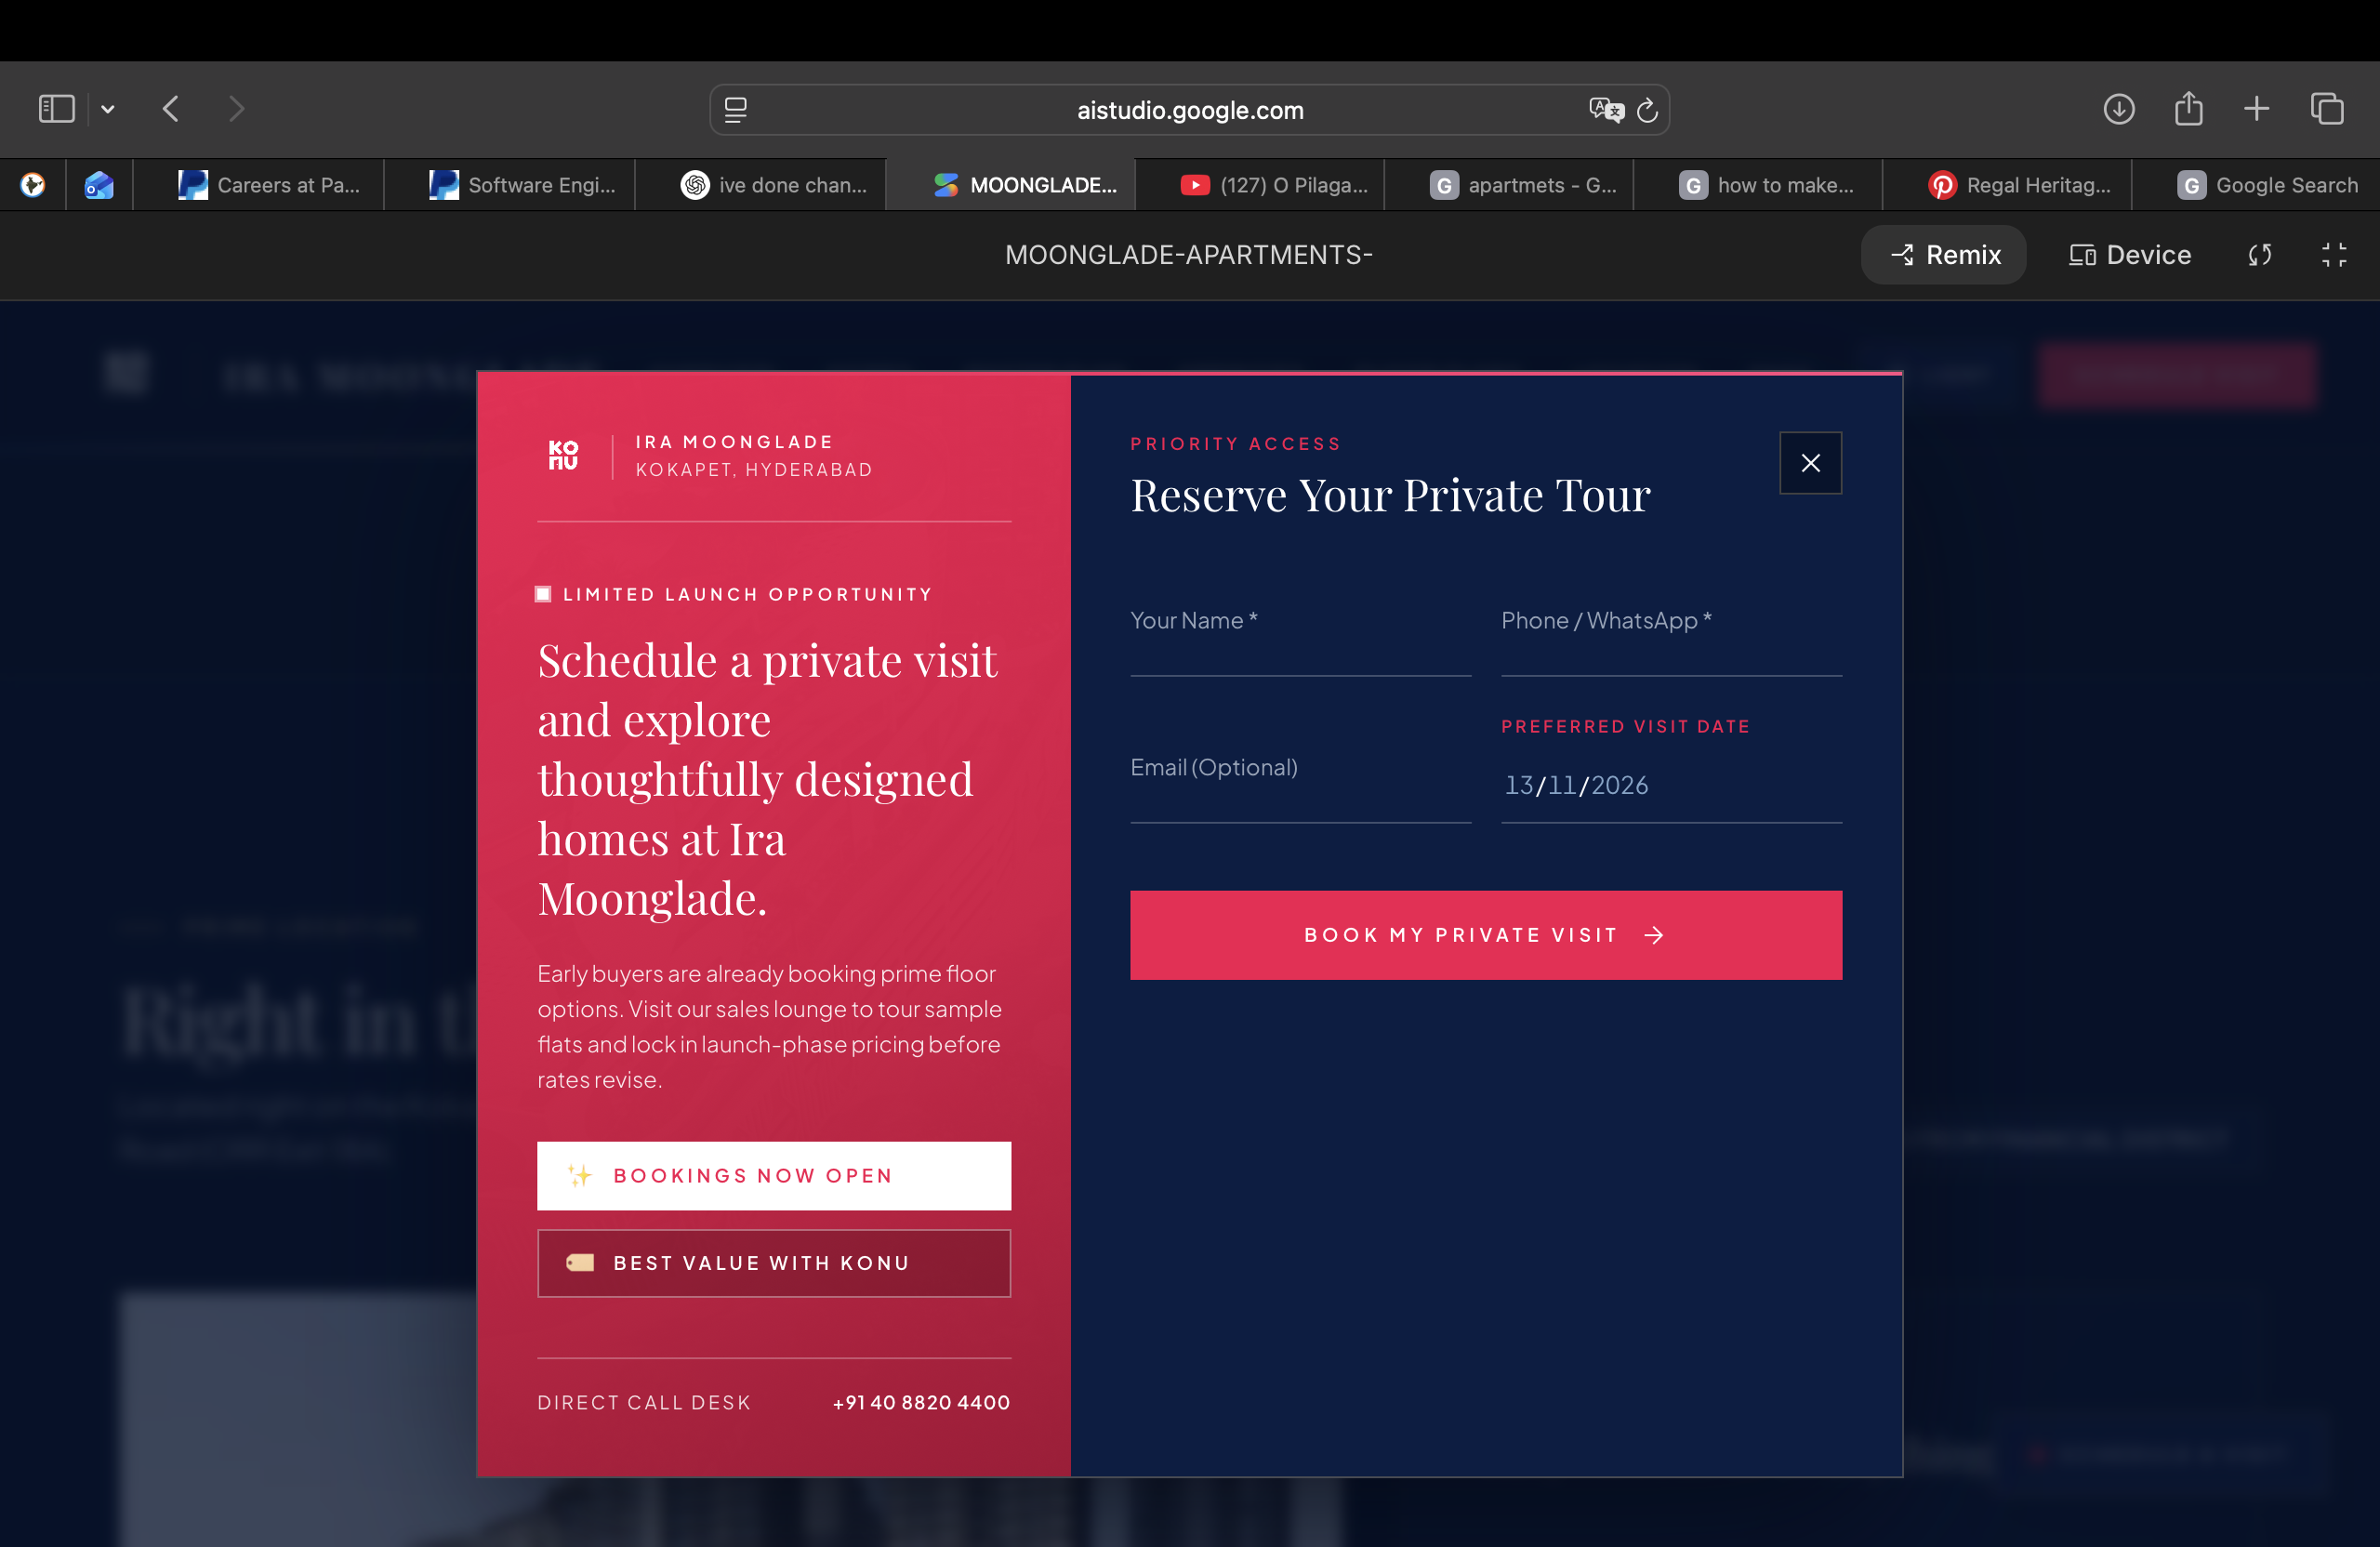 aistudio.google.com
Careers at Pa...
Software Engi...
ive done chan...
MOONGLADE...
(127) O Pilaga...
apartmets - G...
how to make...
Regal Heritag...
Google Search
MOONGLADE-APARTMENTS-
Remix
Device
KONU
IRA MOONGLADE
KOKAPET, HYDERABAD
LIMITED LAUNCH OPPORTUNITY
Schedule a private visit
and explore
thoughtfully designed
homes at Ira
Moonglade.
Early buyers are already booking prime floor
options. Visit our sales lounge to tour sample
flats and lock in launch-phase pricing before
rates revise.
BOOKINGS NOW OPEN
BEST VALUE WITH KONU
DIRECT CALL DESK +91 40 8820 4400
PRIORITY ACCESS
Reserve Your Private Tour
Your Name *
Phone / WhatsApp *
Email (Optional)
PREFERRED VISIT DATE
13/11/2026
BOOK MY PRIVATE VISIT →
Right in